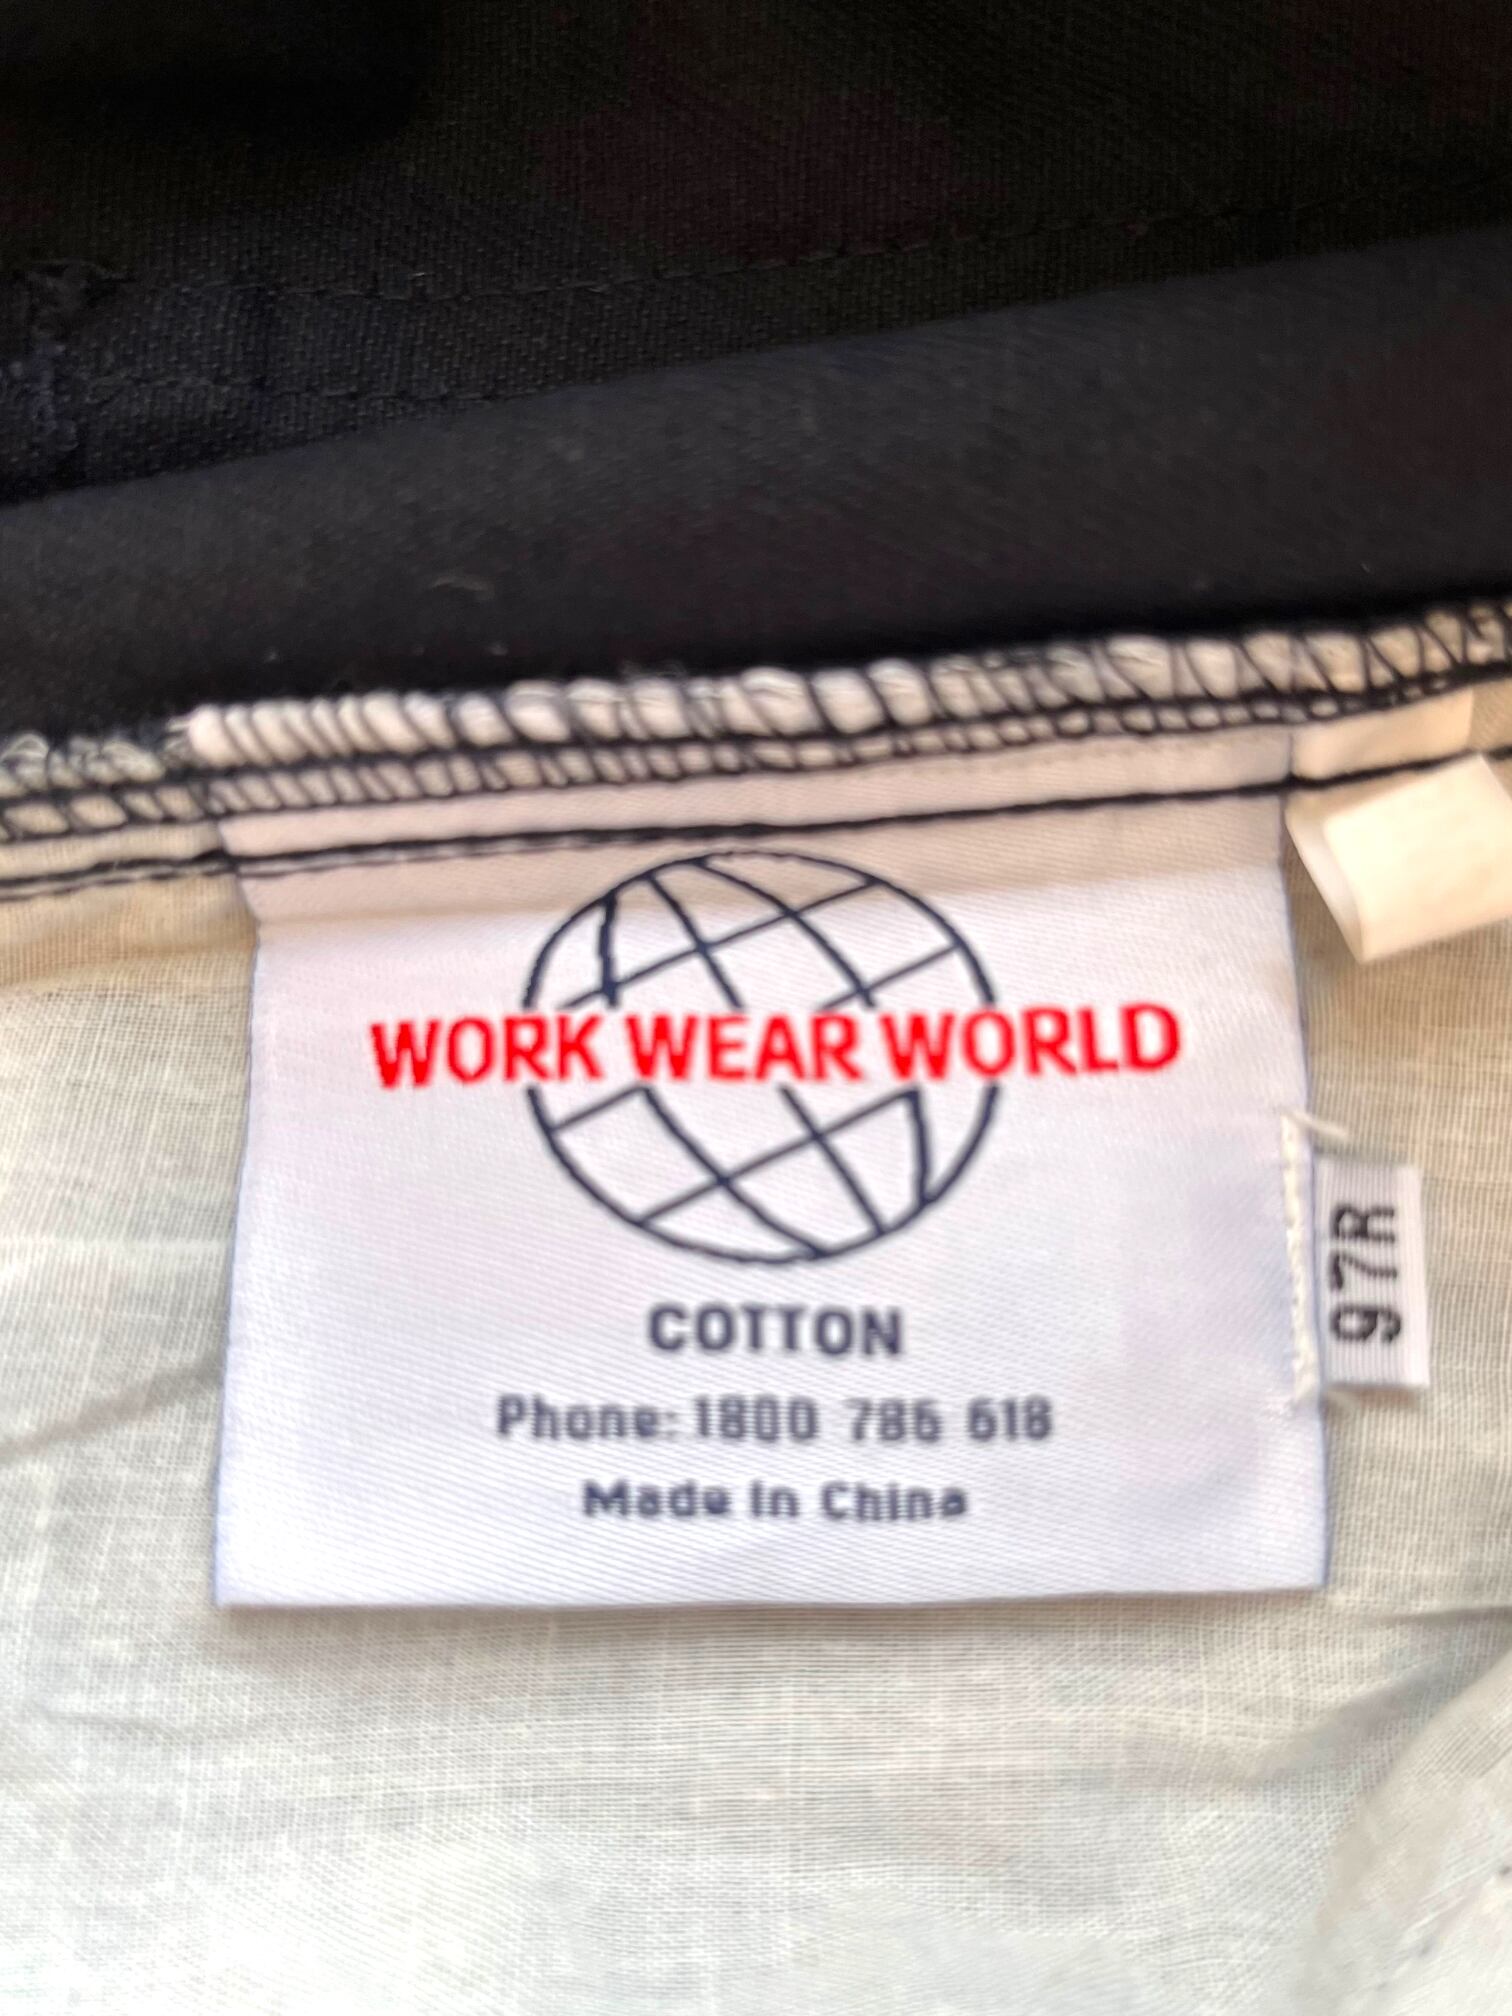 WORK WEAR WORLD
COTTON
Phone: 1800 786 618
Made In China
97R